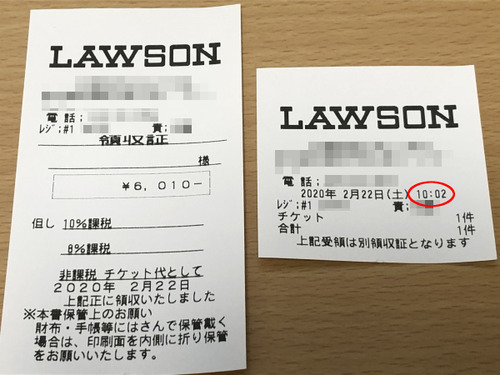 LAWSON
電話:
レジ;#1 責:
領収証
様
¥6,010-
但し 10%課税
8%課税
非課税 チケット代として
2020年 2月22日
上記正に領収いたしました
※本書保管上のお願い
財布・手帳等にはさんで保管戴く
場合は、印刷面を内側に折り保管
をお願いいたします。
LAWSON
電話:
2020年 2月22日(土) 10:02
レジ;#1 責:
チケット 1件
合計 1件
上記受領は別領収証となります